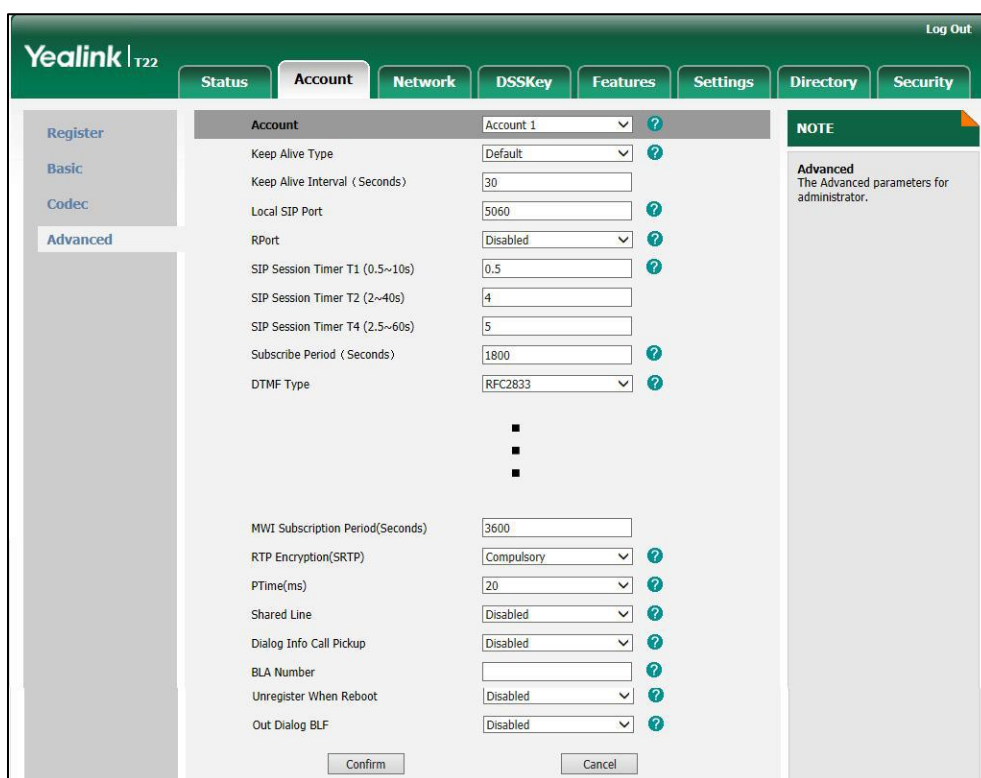 Log Out
Yealink T22
Status Account Network DSSKey Features Settings Directory Security
Register
Basic
Codec
Advanced
Account Account 1 ?
Keep Alive Type Default ?
Keep Alive Interval (Seconds) 30
Local SIP Port 5060 ?
RPort Disabled ?
SIP Session Timer T1 (0.5~10s) 0.5 ?
SIP Session Timer T2 (2~40s) 4
SIP Session Timer T4 (2.5~60s) 5
Subscribe Period (Seconds) 1800 ?
DTMF Type RFC2833 ?
MWI Subscription Period(Seconds) 3600
RTP Encryption(SRTP) Compulsory ?
PTime(ms) 20 ?
Shared Line Disabled ?
Dialog Info Call Pickup Disabled ?
BLA Number ?
Unregister When Reboot Disabled ?
Out Dialog BLF Disabled ?
Confirm Cancel
NOTE
Advanced
The Advanced parameters for
administrator.